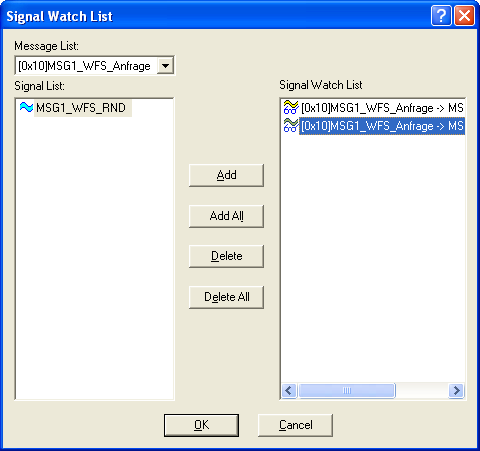 Signal Watch List
Message List:
[0x10]MSG1_WFS_Anfrage
Signal List:
Signal Watch List
MSG1_WFS_RND
[0x10]MSG1_WFS_Anfrage -> MS
[0x10]MSG1_WFS_Anfrage -> MS
Add
Add All
Delete
Delete All
OK
Cancel